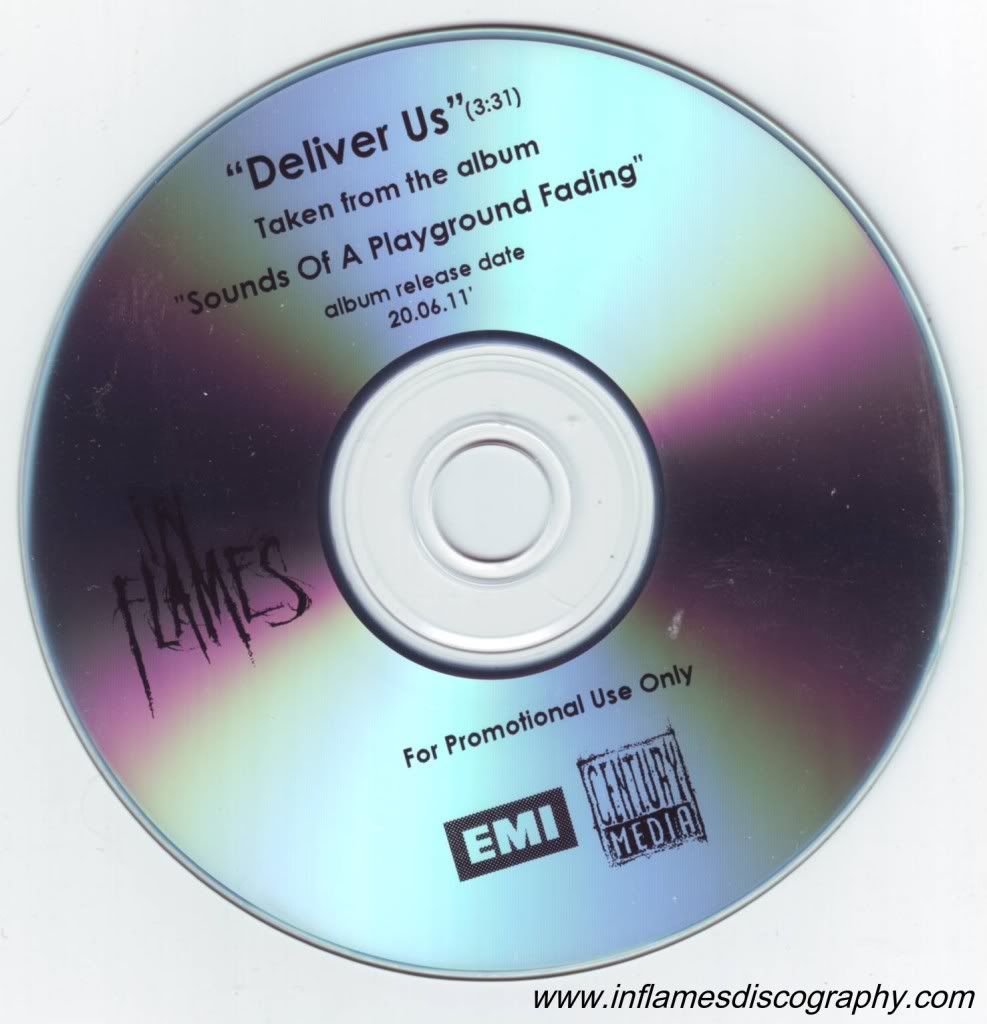 “Deliver Us” (3:31)
Taken from the album
"Sounds Of A Playground Fading"
album release date
20.06.11'
IN
FLAMES
For Promotional Use Only
EMI
CENTURY
MEDIA
www.inflamesdiscography.com